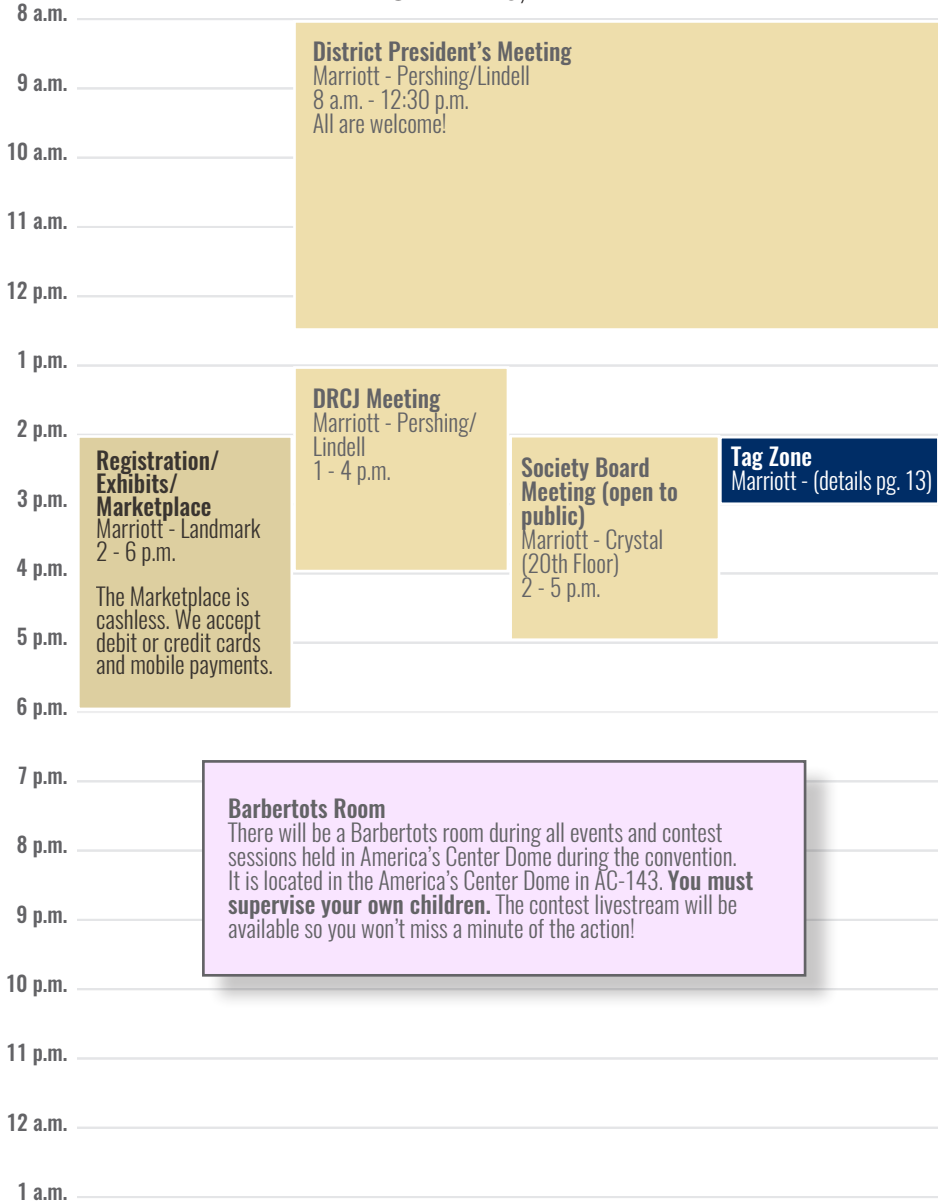 8 a.m.
District President’s Meeting
Marriott - Pershing/Lindell
8 a.m. - 12:30 p.m.
All are welcome!
9 a.m.
10 a.m.
11 a.m.
12 p.m.
1 p.m.
DRCJ Meeting
Marriott - Pershing/
Lindell
1 - 4 p.m.
2 p.m.
Registration/
Exhibits/
Marketplace
Marriott - Landmark
2 - 6 p.m.
The Marketplace is
cashless. We accept
debit or credit cards
and mobile payments.
Society Board
Meeting (open to
public)
Marriott - Crystal
(20th Floor)
2 - 5 p.m.
Tag Zone
Marriott - (details pg. 13)
3 p.m.
4 p.m.
5 p.m.
6 p.m.
7 p.m.
Barbertots Room
There will be a Barbertots room during all events and contest
sessions held in America’s Center Dome during the convention.
It is located in the America’s Center Dome in AC-143. You must
supervise your own children. The contest livestream will be
available so you won’t miss a minute of the action!
8 p.m.
9 p.m.
10 p.m.
11 p.m.
12 a.m.
1 a.m.